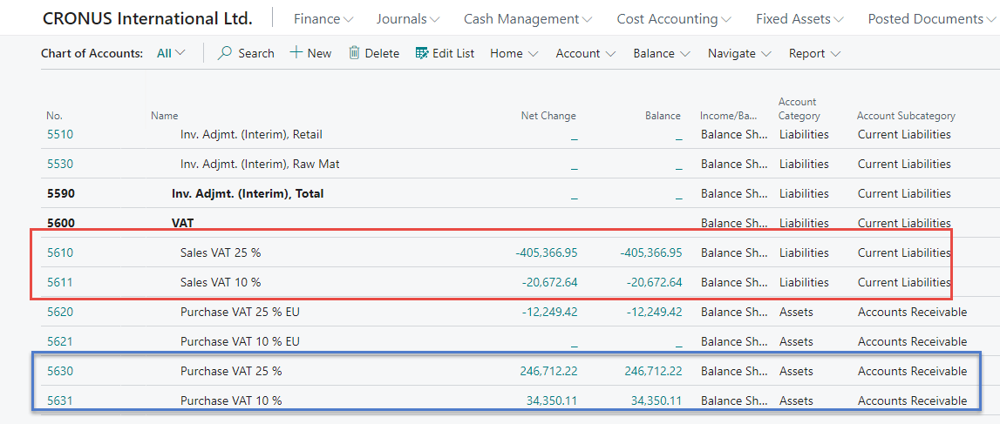 CRONUS International Ltd. Finance Journals Cash Management Cost Accounting Fixed Assets Posted Documents
Chart of Accounts: All Search New Delete Edit List Home Account Balance Navigate Report
No. Name Net Change Balance Income/Ba... Account Category Account Subcategory
5510 Inv. Adjmt. (Interim), Retail _ _ Balance Sh... Liabilities Current Liabilities
5530 Inv. Adjmt. (Interim), Raw Mat _ _ Balance Sh... Liabilities Current Liabilities
5590 Inv. Adjmt. (Interim), Total _ _ Balance Sh... Liabilities Current Liabilities
5600 VAT Balance Sh... Liabilities Current Liabilities
5610 Sales VAT 25 % -405,366.95 -405,366.95 Balance Sh... Liabilities Current Liabilities
5611 Sales VAT 10 % -20,672.64 -20,672.64 Balance Sh... Liabilities Current Liabilities
5620 Purchase VAT 25 % EU -12,249.42 -12,249.42 Balance Sh... Assets Accounts Receivable
5621 Purchase VAT 10 % EU _ _ Balance Sh... Assets Accounts Receivable
5630 Purchase VAT 25 % 246,712.22 246,712.22 Balance Sh... Assets Accounts Receivable
5631 Purchase VAT 10 % 34,350.11 34,350.11 Balance Sh... Assets Accounts Receivable